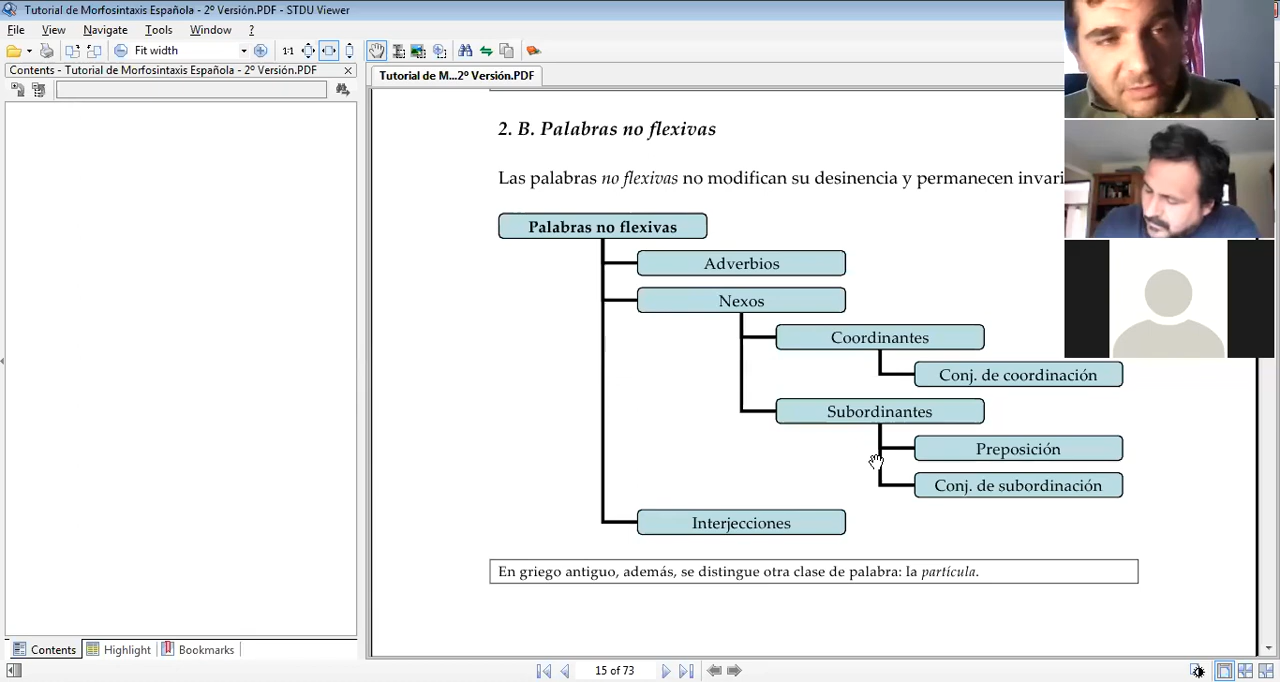 Tutorial de Morfosintaxis Española - 2º Versión.PDF - STDU Viewer
File View Navigate Tools Window ?
Fit width
1:1
Contents - Tutorial de Morfosintaxis Española - 2º Versión.PDF
Tutorial de M...2º Versión.PDF
2. B. Palabras no flexivas
Las palabras no flexivas no modifican su desinencia y permanecen invari
Palabras no flexivas
Adverbios
Nexos
Coordinantes
Conj. de coordinación
Subordinantes
Preposición
Conj. de subordinación
Interjecciones
En griego antiguo, además, se distingue otra clase de palabra: la partícula.
Contents Highlight Bookmarks
15 of 73